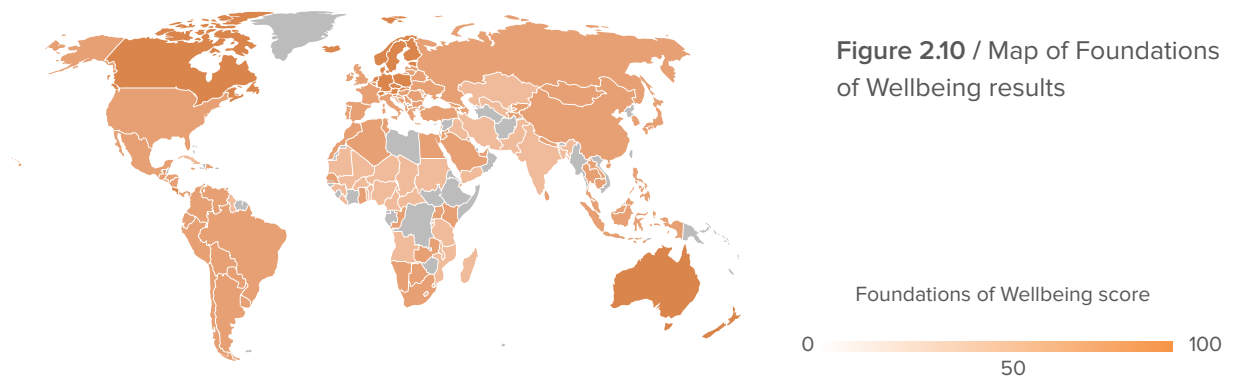 Figure 2.10 / Map of Foundations
of Wellbeing results
Foundations of Wellbeing score
0
100
50